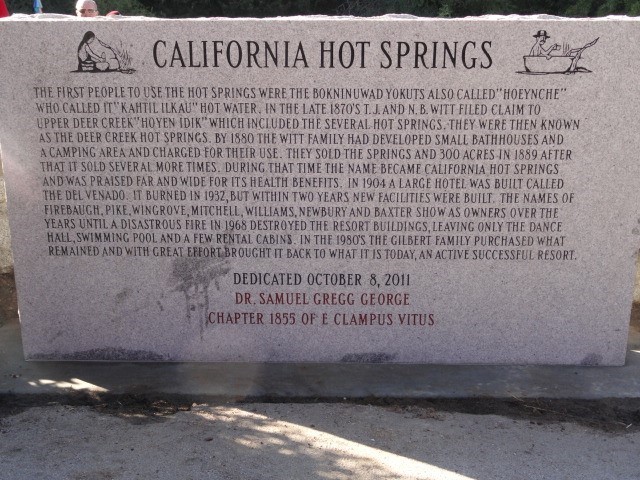 CALIFORNIA HOT SPRINGS
THE FIRST PEOPLE TO USE THE HOT SPRINGS WERE THE BOKNINUWAD YOKUTS ALSO CALLED "HOEYNCHE"
WHO CALLED IT "KAHTIL ILKAU" HOT WATER. IN THE LATE 1870'S T.J. AND N.B. WITT FILED CLAIM TO
UPPER DEER CREEK "HOYEN IDIK" WHICH INCLUDED THE SEVERAL HOT SPRINGS. THEY WERE THEN KNOWN
AS THE DEER CREEK HOT SPRINGS. BY 1880 THE WITT FAMILY HAD DEVELOPED SMALL BATHHOUSES AND
A CAMPING AREA AND CHARGED FOR THEIR USE. THEY SOLD THE SPRINGS AND 300 ACRES IN 1889 AFTER
THAT IT SOLD SEVERAL MORE TIMES. DURING THAT TIME THE NAME BECAME CALIFORNIA HOT SPRINGS
AND WAS PRAISED FAR AND WIDE FOR ITS HEALTH BENEFITS. IN 1904 A LARGE HOTEL WAS BUILT CALLED
THE DEL VENADO. IT BURNED IN 1932, BUT WITHIN TWO YEARS NEW FACILITIES WERE BUILT. THE NAMES OF
FIREBAUGH, PIKE, WINGROVE, MITCHELL, WILLIAMS, NEWBURY AND BAXTER SHOW AS OWNERS OVER THE
YEARS UNTIL A DISASTROUS FIRE IN 1968 DESTROYED THE RESORT BUILDINGS, LEAVING ONLY THE DANCE
HALL, SWIMMING POOL AND A FEW RENTAL CABINS. IN THE 1980'S THE GILBERT FAMILY PURCHASED WHAT
REMAINED AND WITH GREAT EFFORT BROUGHT IT BACK TO WHAT IT IS TODAY, AN ACTIVE SUCCESSFUL RESORT.
DEDICATED OCTOBER 8, 2011
DR. SAMUEL GREGG GEORGE
CHAPTER 1855 OF E CLAMPUS VITUS